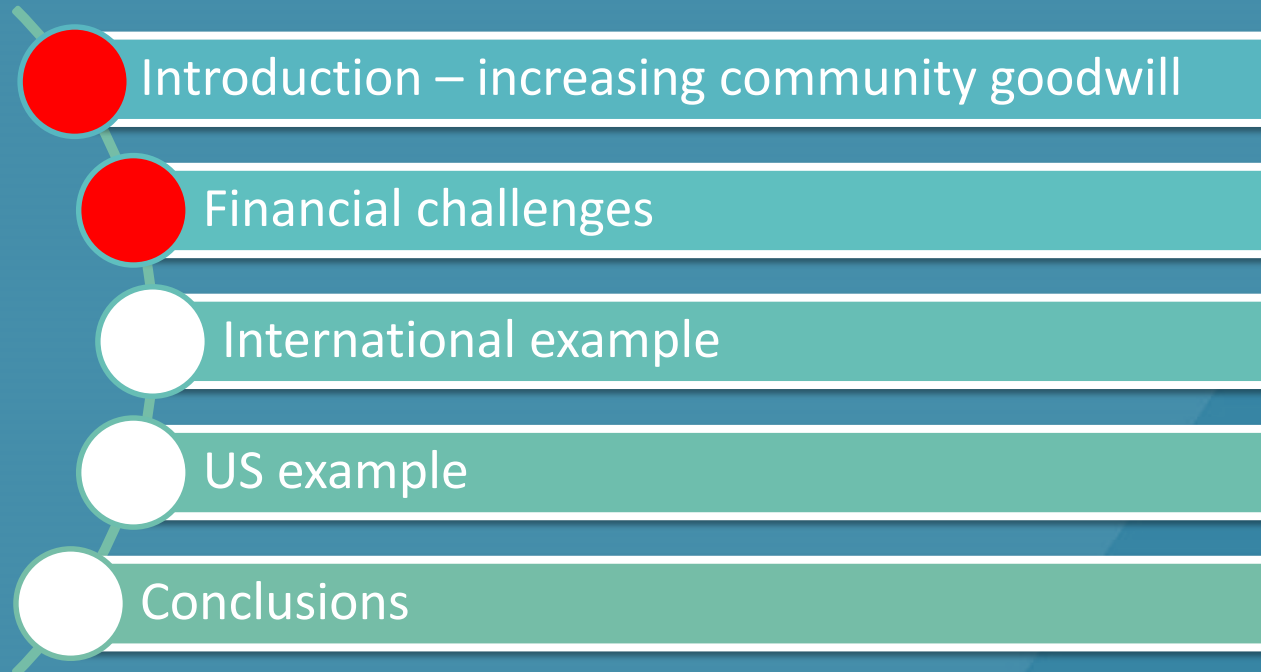 Introduction – increasing community goodwill
Financial challenges
International example
US example
Conclusions